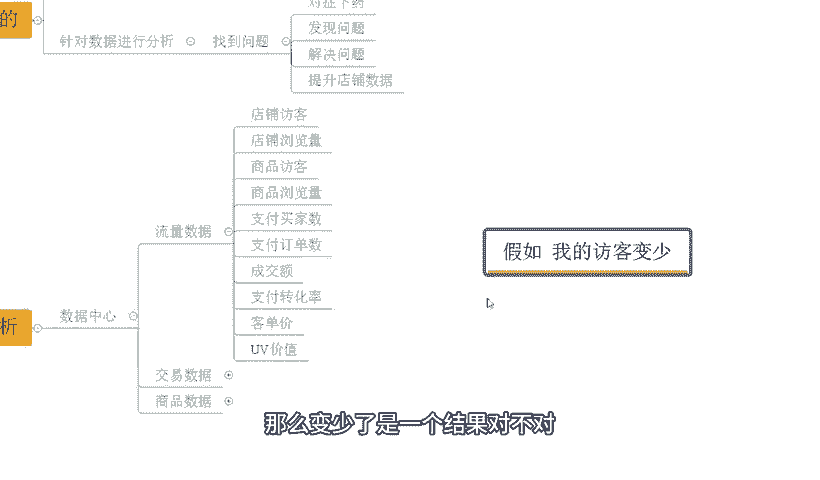 的
对症下药
发现问题
针对数据进行分析
找到问题
解决问题
提升店铺数据
店铺访客
店铺浏览量
商品访客
商品浏览量
支付买家数
流量数据
支付订单数
假如 我的访客变少
成交额
支付转化率
数据中心
析
客单价
UV价值
交易数据
商品数据
那么变少了是一个结果对不对